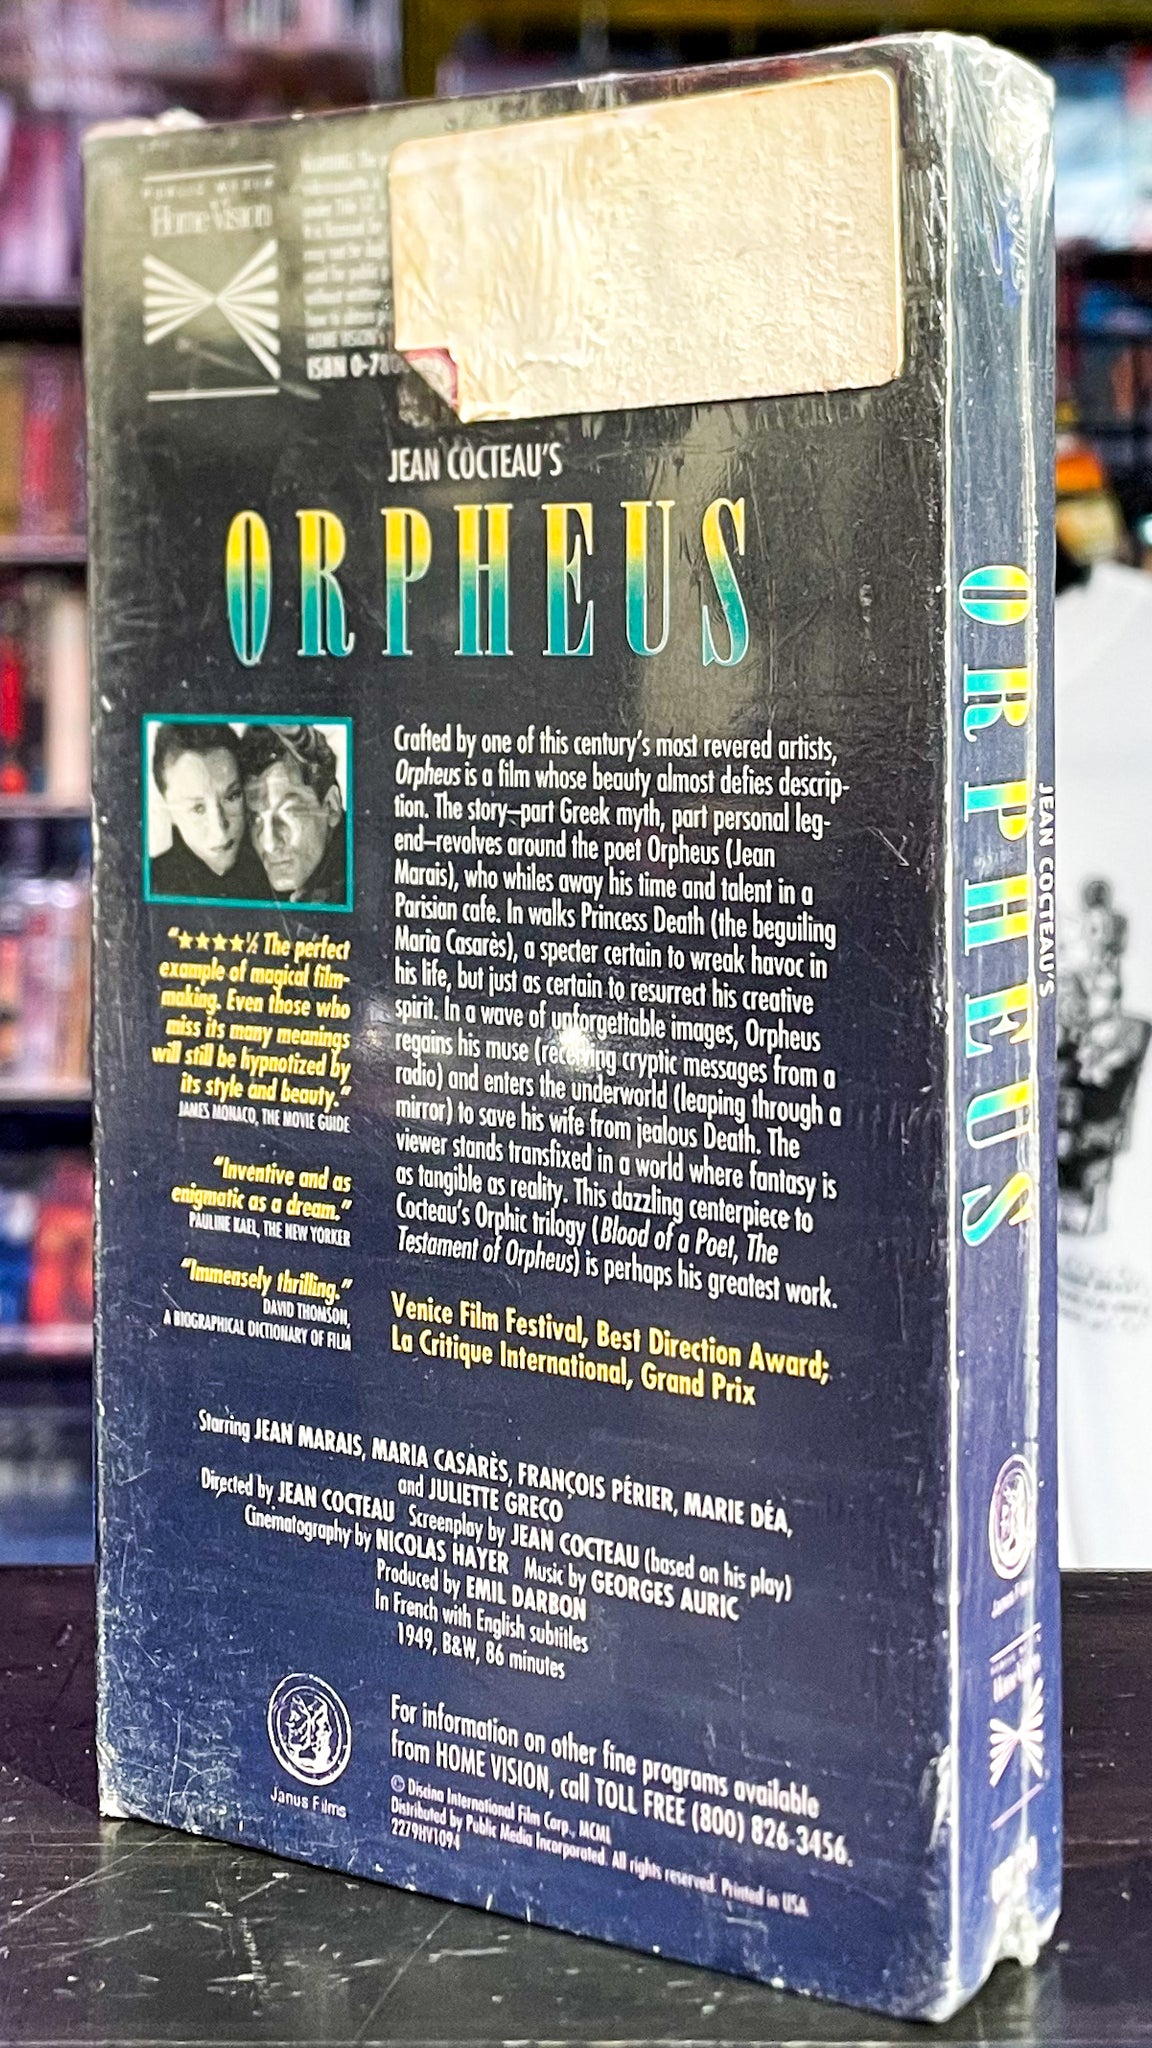 PUBLIC MEDIA
Home Vision
ISBN 0-780
JEAN COCTEAU'S
ORPHEUS
Crafted by one of this century's most revered artists,
Orpheus is a film whose beauty almost defies descrip-
tion. The story–part Greek myth, part personal leg-
end–revolves around the poet Orpheus (Jean
Marais), who whiles away his time and talent in a
Parisian cafe. In walks Princess Death (the beguiling
Maria Casarès), a specter certain to wreak havoc in
his life, but just as certain to resurrect his creative
spirit. In a wave of unforgettable images, Orpheus
regains his muse (receiving cryptic messages from a
radio) and enters the underworld (leaping through a
mirror) to save his wife from jealous Death. The
viewer stands transfixed in a world where fantasy is
as tangible as reality. This dazzling centerpiece to
Cocteau's Orphic trilogy (Blood of a Poet, The
Testament of Orpheus) is perhaps his greatest work.
"★★★★½ The perfect
example of magical film-
making. Even those who
miss its many meanings
will still be hypnotized by
its style and beauty."
JAMES MONACO, THE MOVIE GUIDE
"Inventive and as
enigmatic as a dream."
PAULINE KAEL, THE NEW YORKER
"Immensely thrilling."
DAVID THOMSON,
A BIOGRAPHICAL DICTIONARY OF FILM
Venice Film Festival, Best Direction Award;
La Critique International, Grand Prix
Starring JEAN MARAIS, MARIA CASARÈS, FRANÇOIS PÉRIER, MARIE DÉA,
and JULIETTE GRECO
Directed by JEAN COCTEAU Screenplay by JEAN COCTEAU (based on his play)
Cinematography by NICOLAS HAYER Music by GEORGES AURIC
Produced by EMIL DARBON
In French with English subtitles
1949, B&W, 86 minutes
Janus Films
For information on other fine programs available
from HOME VISION, call TOLL FREE (800) 826-3456.
© Discina International Film Corp., MCML
Distributed by Public Media Incorporated. All rights reserved. Printed in USA
2279HV1094
JEAN COCTEAU'S
ORPHEUS
Janus Films